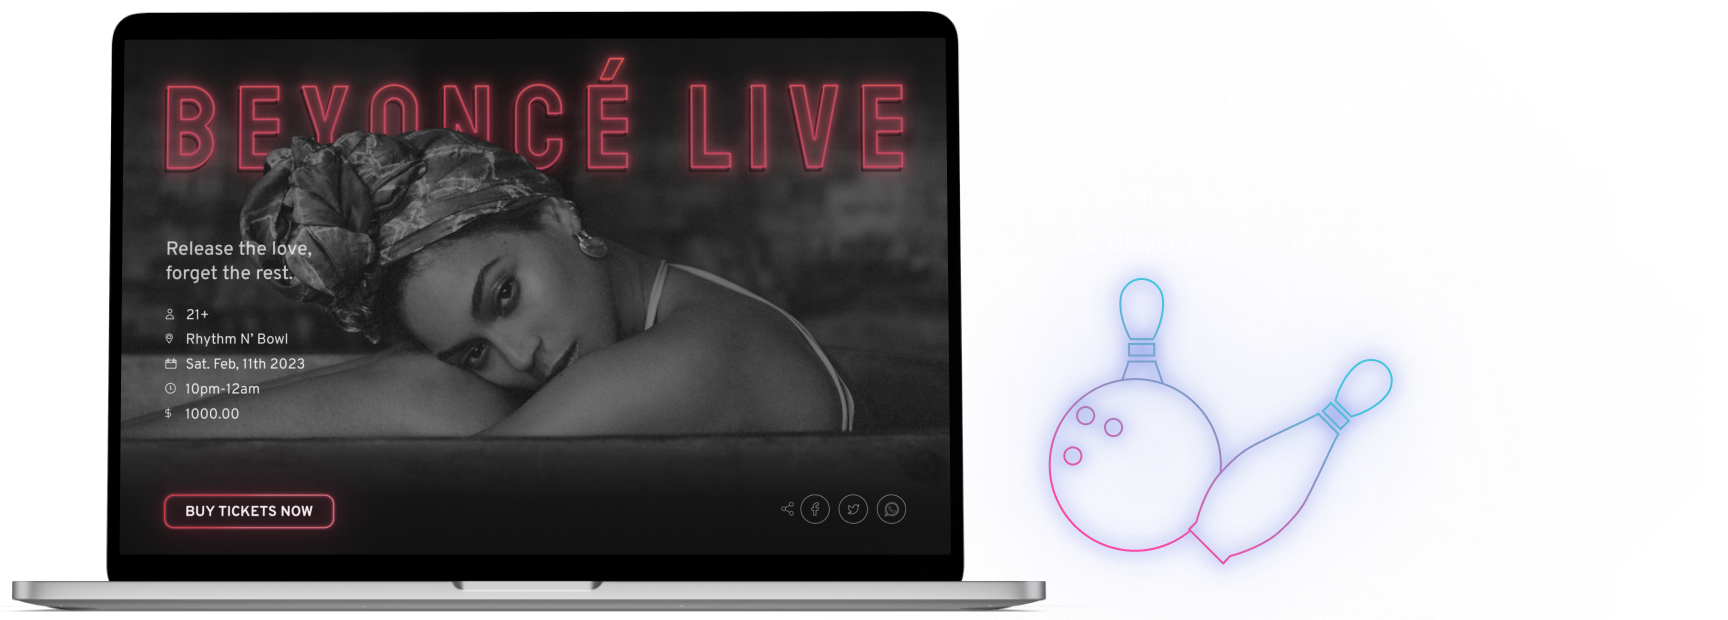 BEYONCÉ LIVE
Release the love,
forget the rest.
21+
Rhythm N' Bowl
Sat. Feb, 11th 2023
10pm-12am
$ 1000.00
BUY TICKETS NOW